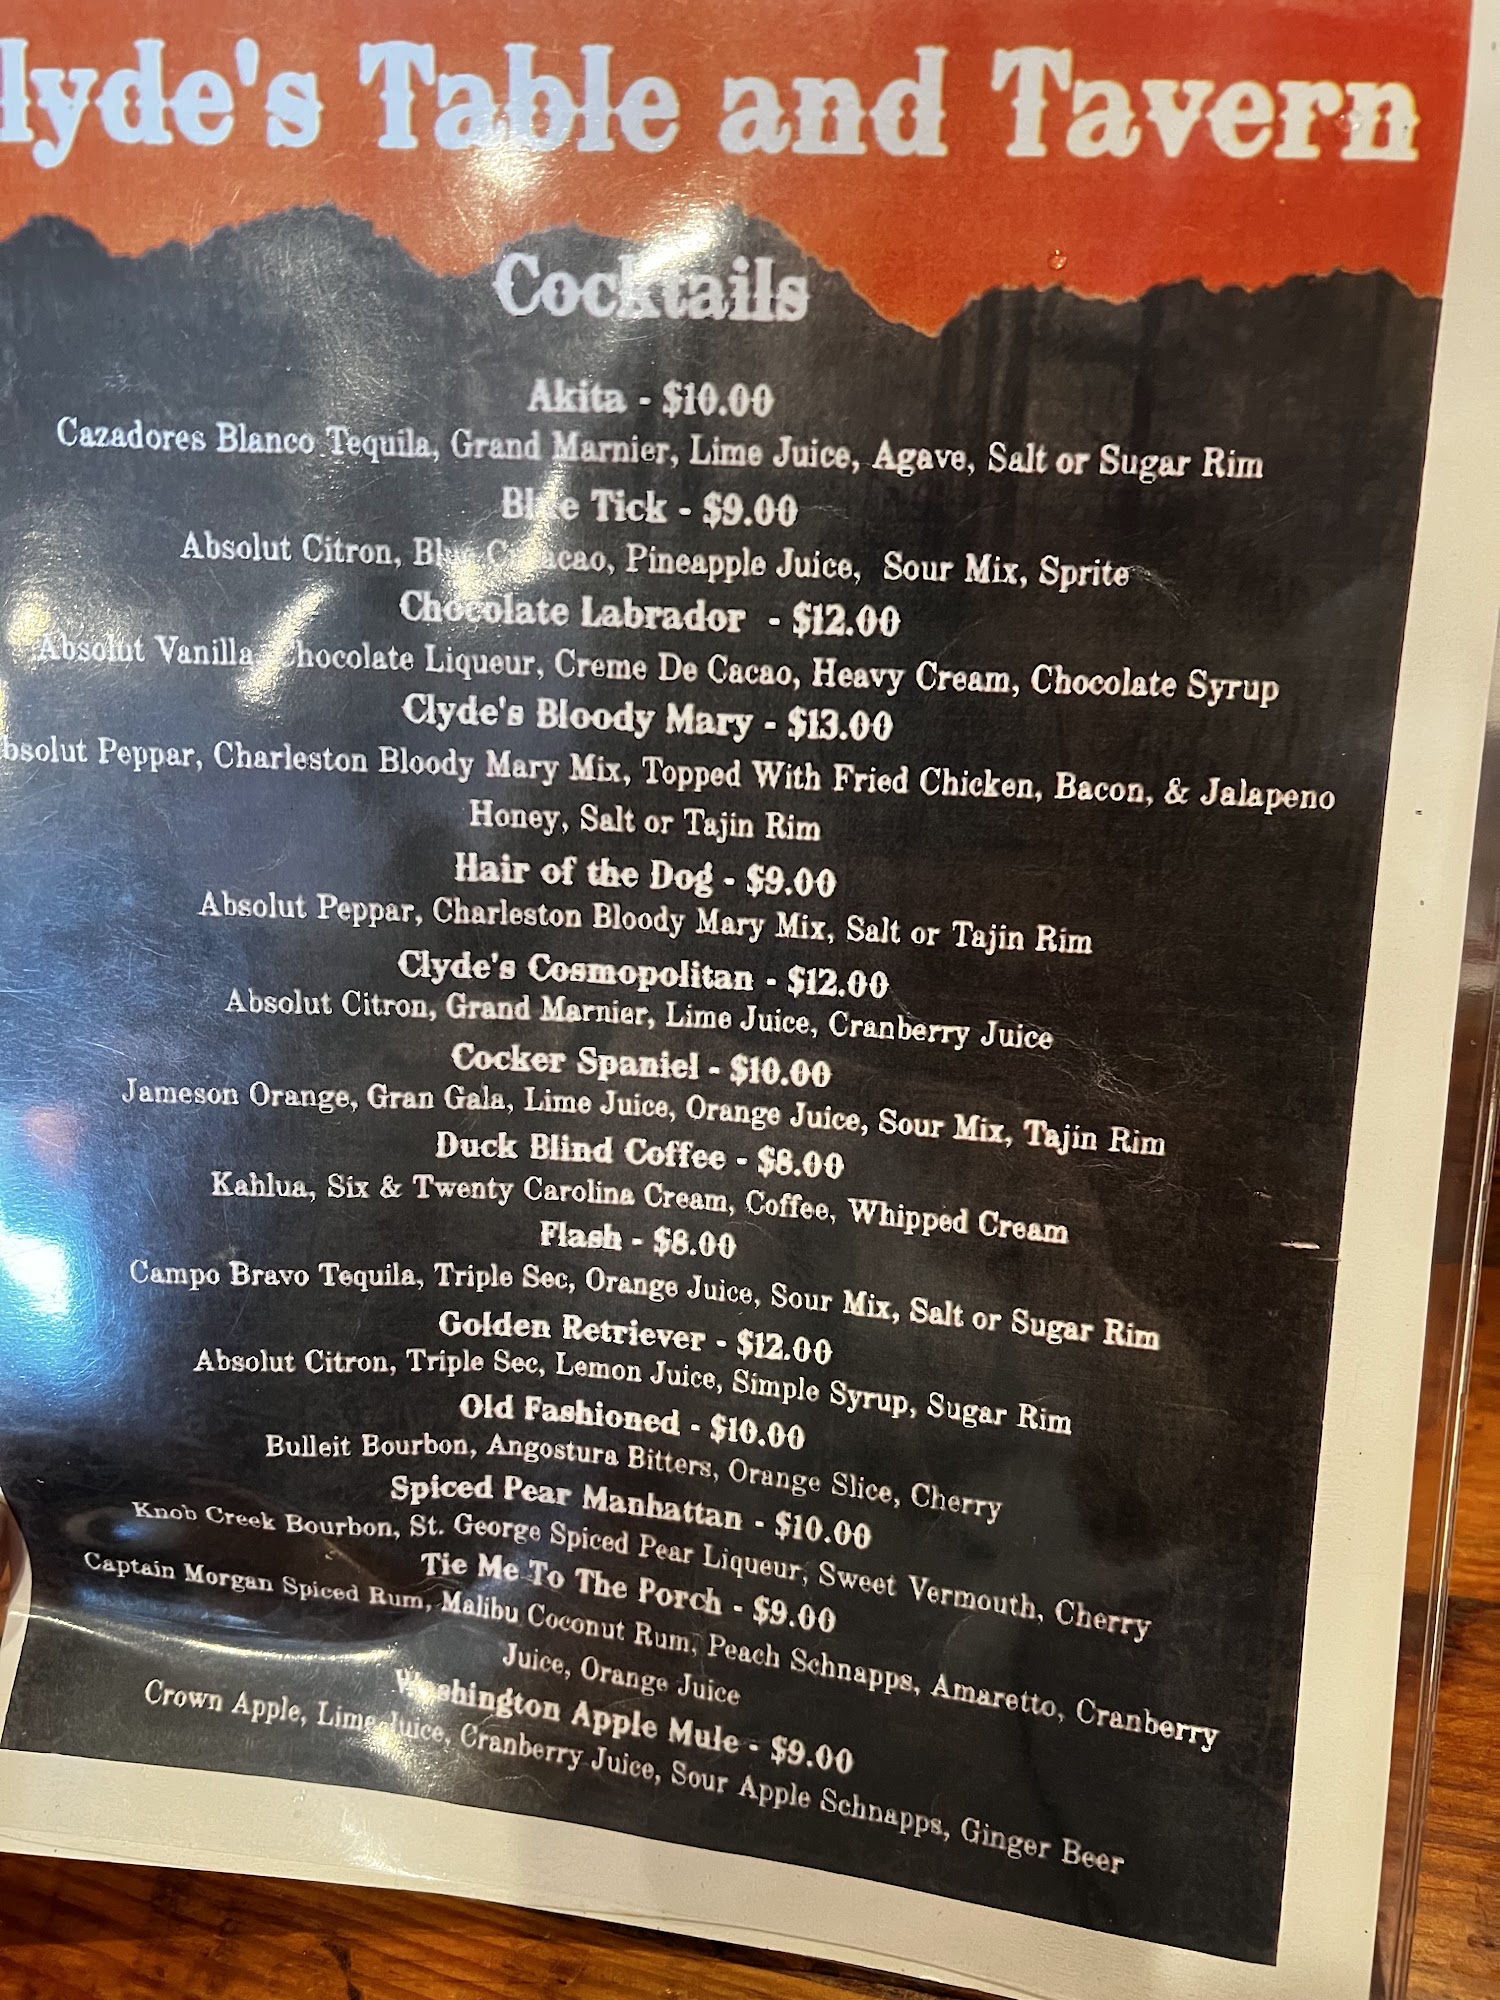 lyde's Table and Tavern
Cocktails
Akita - $10.00
Cazadores Blanco Tequila, Grand Marnier, Lime Juice, Agave, Salt or Sugar Rim
Blue Tick - $9.00
Absolut Citron, Blue Curacao, Pineapple Juice, Sour Mix, Sprite
Chocolate Labrador - $12.00
Absolut Vanilla, Chocolate Liqueur, Creme De Cacao, Heavy Cream, Chocolate Syrup
Clyde's Bloody Mary - $13.00
bsolut Peppar, Charleston Bloody Mary Mix, Topped With Fried Chicken, Bacon, & Jalapeno
Honey, Salt or Tajin Rim
Hair of the Dog - $9.00
Absolut Peppar, Charleston Bloody Mary Mix, Salt or Tajin Rim
Clyde's Cosmopolitan - $12.00
Absolut Citron, Grand Marnier, Lime Juice, Cranberry Juice
Cocker Spaniel - $10.00
Jameson Orange, Gran Gala, Lime Juice, Orange Juice, Sour Mix, Tajin Rim
Duck Blind Coffee - $8.00
Kahlua, Six & Twenty Carolina Cream, Coffee, Whipped Cream
Flash - $8.00
Campo Bravo Tequila, Triple Sec, Orange Juice, Sour Mix, Salt or Sugar Rim
Golden Retriever - $12.00
Absolut Citron, Triple Sec, Lemon Juice, Simple Syrup, Sugar Rim
Old Fashioned - $10.00
Bulleit Bourbon, Angostura Bitters, Orange Slice, Cherry
Spiced Pear Manhattan - $10.00
Knob Creek Bourbon, St. George Spiced Pear Liqueur, Sweet Vermouth, Cherry
Tie Me To The Porch - $9.00
Captain Morgan Spiced Rum, Malibu Coconut Rum, Peach Schnapps, Amaretto, Cranberry
Juice, Orange Juice
Washington Apple Mule - $9.00
Crown Apple, Lime Juice, Cranberry Juice, Sour Apple Schnapps, Ginger Beer